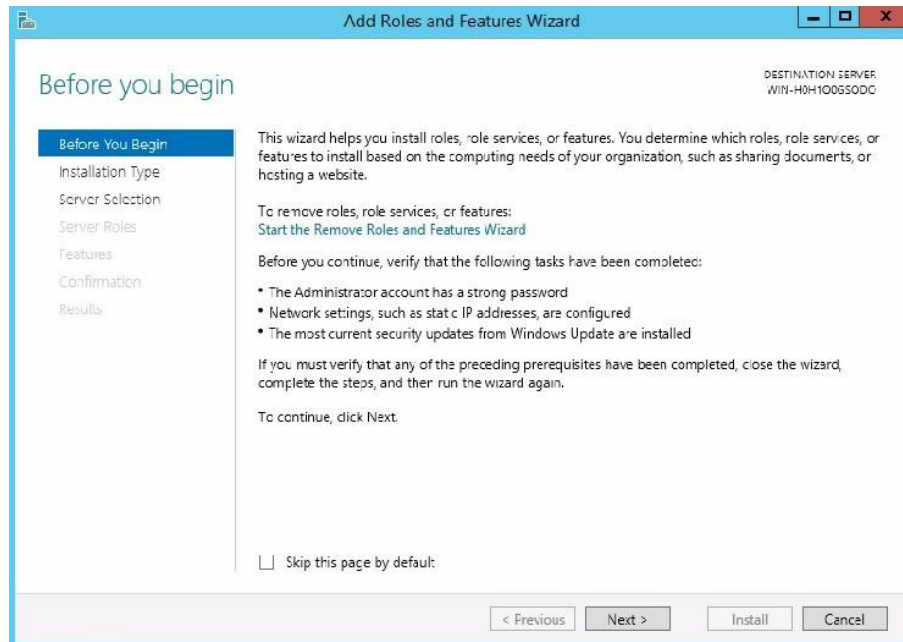 Add Roles and Features Wizard
Before you begin
DESTINATION SERVER
WIN-H0H1O0GSODG
Before You Begin
Installation Type
Server Selection
Server Roles
Features
Confirmation
Results
This wizard helps you install roles, role services, or features. You determine which roles, role services, or
features to install based on the computing needs of your organization, such as sharing documents, or
hosting a website.
To remove roles, role services, or features:
Start the Remove Roles and Features Wizard
Before you continue, verify that the following tasks have been completed:
• The Administrator account has a strong password
• Network settings, such as static IP addresses, are configured
• The most current security updates from Windows Update are installed
If you must verify that any of the preceding prerequisites have been completed, close the wizard,
complete the steps, and then run the wizard again.
To continue, click Next.
Skip this page by default
< Previous
Next >
Install
Cancel